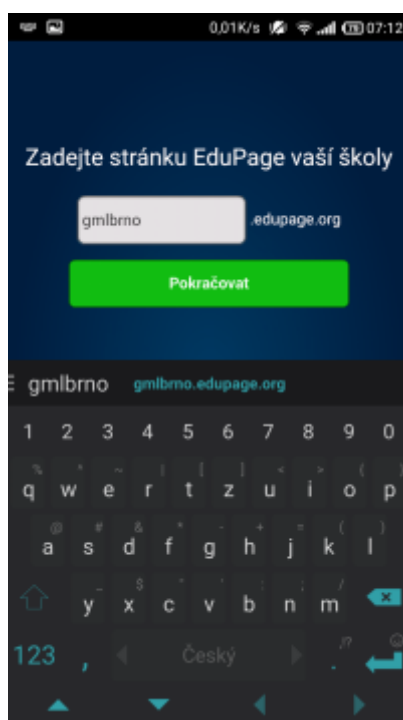 0,01K/s 78 07:12
Zadejte stránku EduPage vaší školy
gmlbrno .edupage.org
Pokračovat
gmlbrno gmlbrno.edupage.org
1 2 3 4 5 6 7 8 9 0
q w e r t z u i o p
a s d f g h j k l
y x c v b n m
123 , Český .